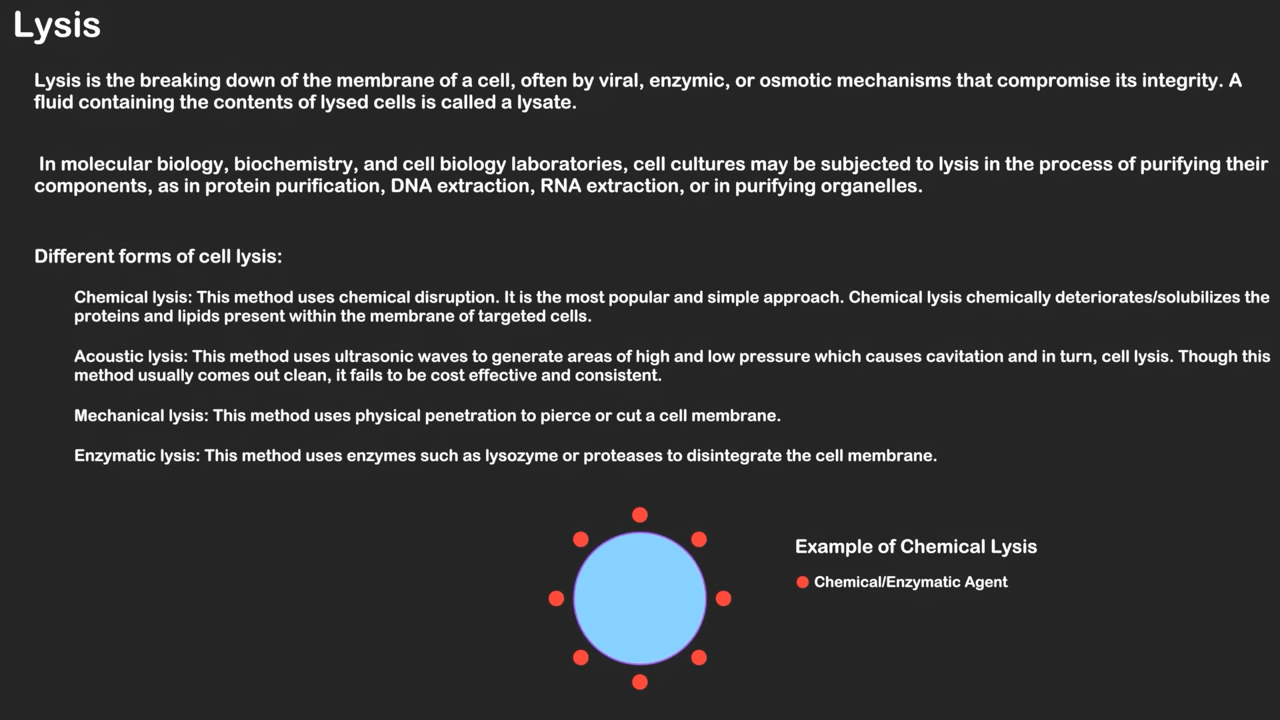 Lysis
Lysis is the breaking down of the membrane of a cell, often by viral, enzymic, or osmotic mechanisms that compromise its integrity. A
fluid containing the contents of lysed cells is called a lysate.
In molecular biology, biochemistry, and cell biology laboratories, cell cultures may be subjected to lysis in the process of purifying their
components, as in protein purification, DNA extraction, RNA extraction, or in purifying organelles.
Different forms of cell lysis:
Chemical lysis: This method uses chemical disruption. It is the most popular and simple approach. Chemical lysis chemically deteriorates/solubilizes the
proteins and lipids present within the membrane of targeted cells.
Acoustic lysis: This method uses ultrasonic waves to generate areas of high and low pressure which causes cavitation and in turn, cell lysis. Though this
method usually comes out clean, it fails to be cost effective and consistent.
Mechanical lysis: This method uses physical penetration to pierce or cut a cell membrane.
Enzymatic lysis: This method uses enzymes such as lysozyme or proteases to disintegrate the cell membrane.
Example of Chemical Lysis
Chemical/Enzymatic Agent